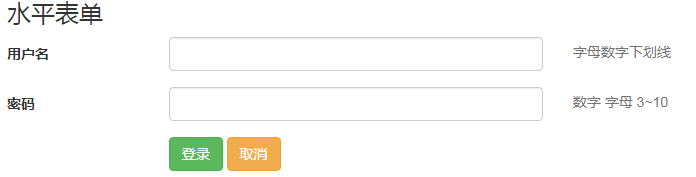 水平表单
用户名 字母数字下划线
密码 数字 字母 3~10
登录 取消